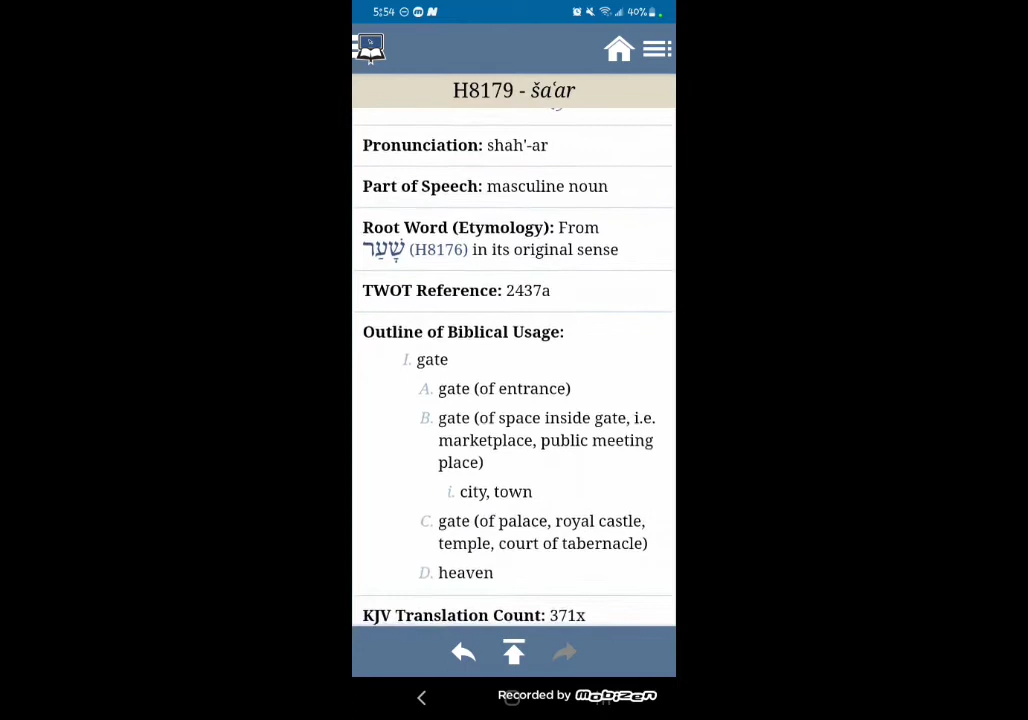 5:54
40%
H8179 - šaʿar
Pronunciation: shah'-ar
Part of Speech: masculine noun
Root Word (Etymology): From
שָׁעַר (H8176) in its original sense
TWOT Reference: 2437a
Outline of Biblical Usage:
I. gate
A. gate (of entrance)
B. gate (of space inside gate, i.e.
marketplace, public meeting
place)
i. city, town
C. gate (of palace, royal castle,
temple, court of tabernacle)
D. heaven
KJV Translation Count: 371x
Recorded by mobizen